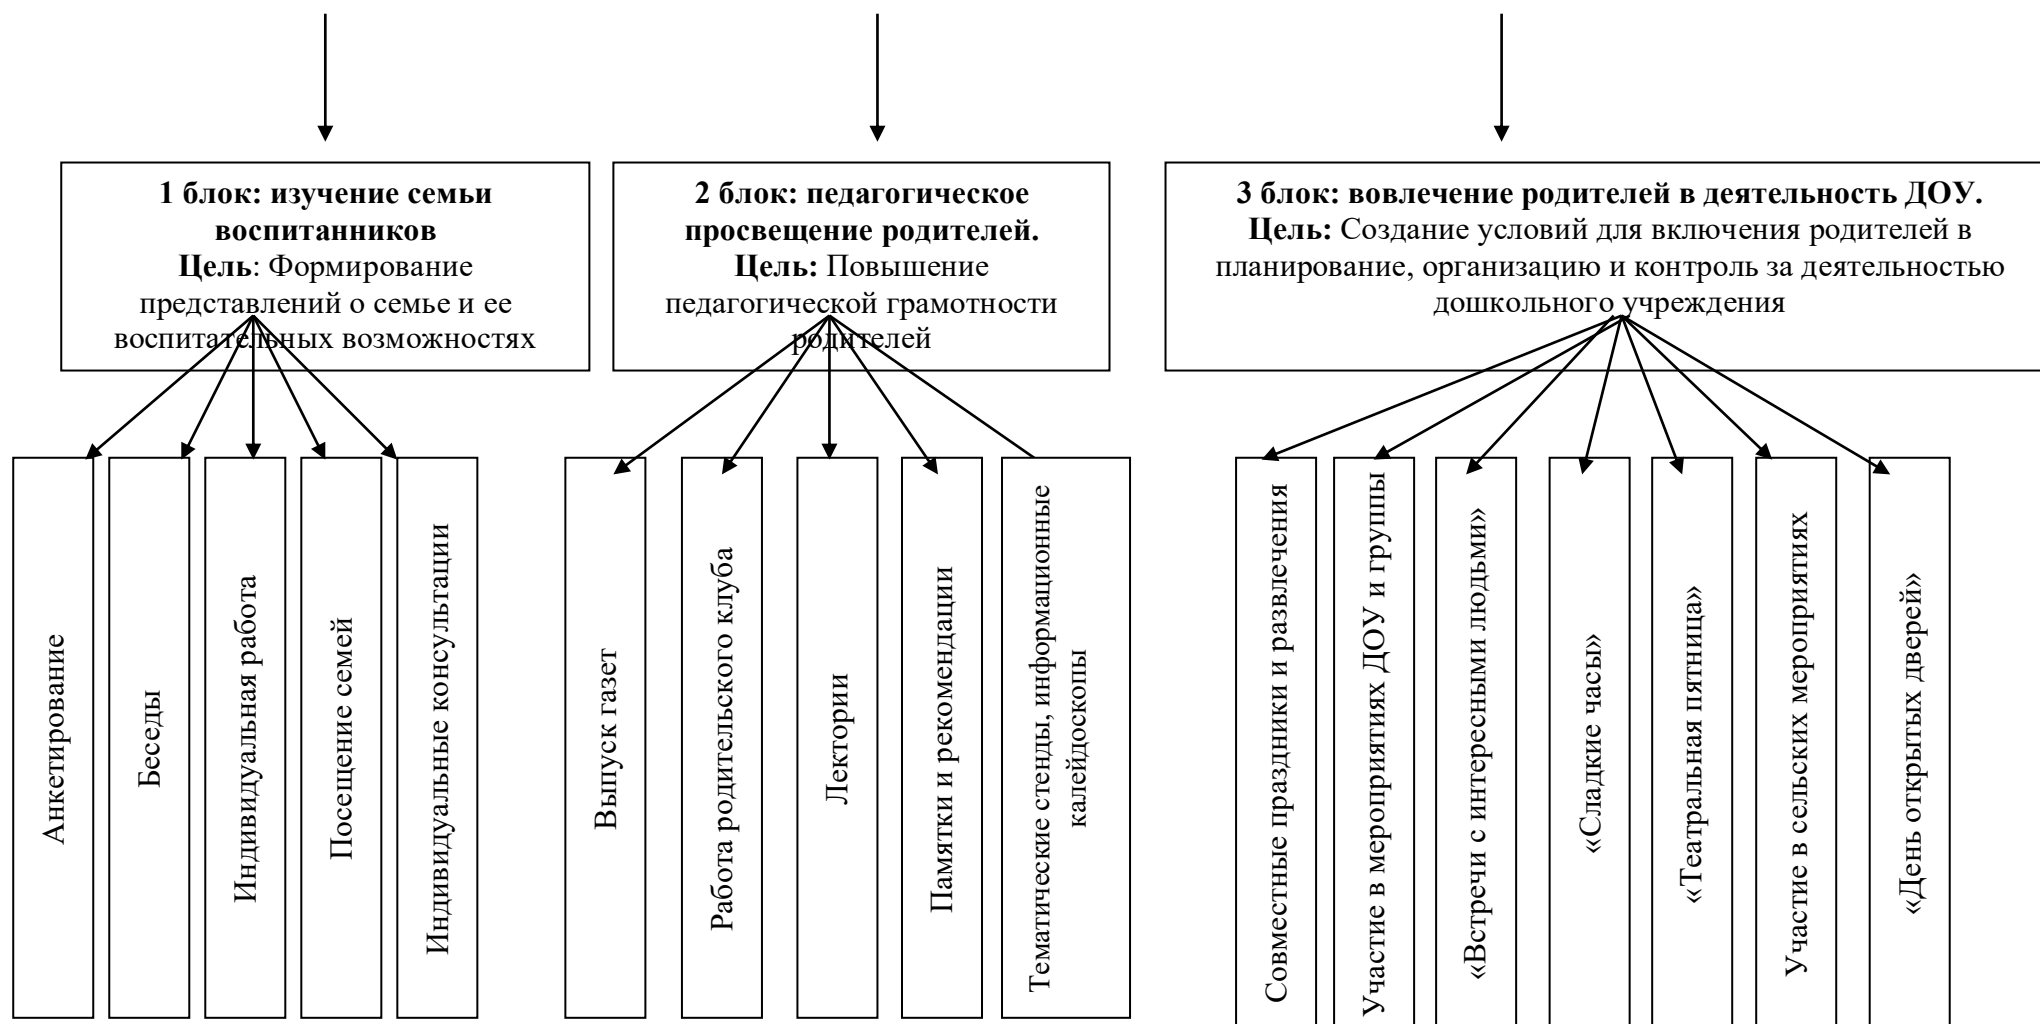 1 блок: изучение семьи
воспитанников
Цель: Формирование
представлений о семье и ее
воспитательных возможностях
2 блок: педагогическое
просвещение родителей.
Цель: Повышение
педагогической грамотности
родителей
3 блок: вовлечение родителей в деятельность ДОУ.
Цель: Создание условий для включения родителей в
планирование, организацию и контроль за деятельностью
дошкольного учреждения
Анкетирование
Беседы
Индивидуальная работа
Посещение семей
Индивидуальные консультации
Выпуск газет
Работа родительского клуба
Лектории
Памятки и рекомендации
Тематические стенды, информационные
калейдоскопы
Совместные праздники и развлечения
Участие в мероприятиях ДОУ и группы
«Встречи с интересными людьми»
«Сладкие часы»
«Театральная пятница»
Участие в сельских мероприятиях
«День открытых дверей»